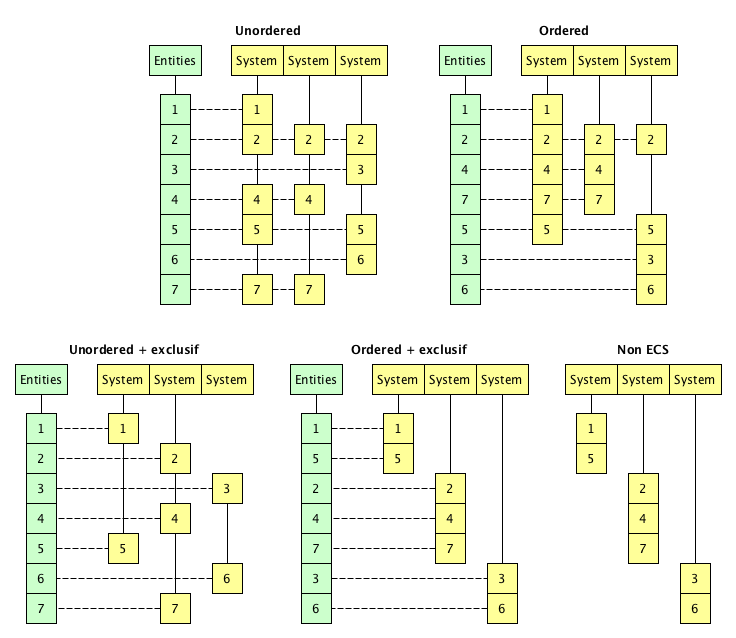 Unordered
Entities System System System
1 1
2 2 2 2
3 3
4 4 4
5 5 5
6 6
7 7 7
Ordered
Entities System System System
1 1
2 2 2 2
4 4 4
7 7 7
5 5 5
3 3
6 6
Unordered + exclusif
Entities System System System
1 1
2 2
3 3
4 4
5 5
6 6
7 7
Ordered + exclusif
Entities System System System
1 1
5 5
2 2
4 4
7 7
3 3
6 6
Non ECS
System System System
1
5
2
4
7
3
6